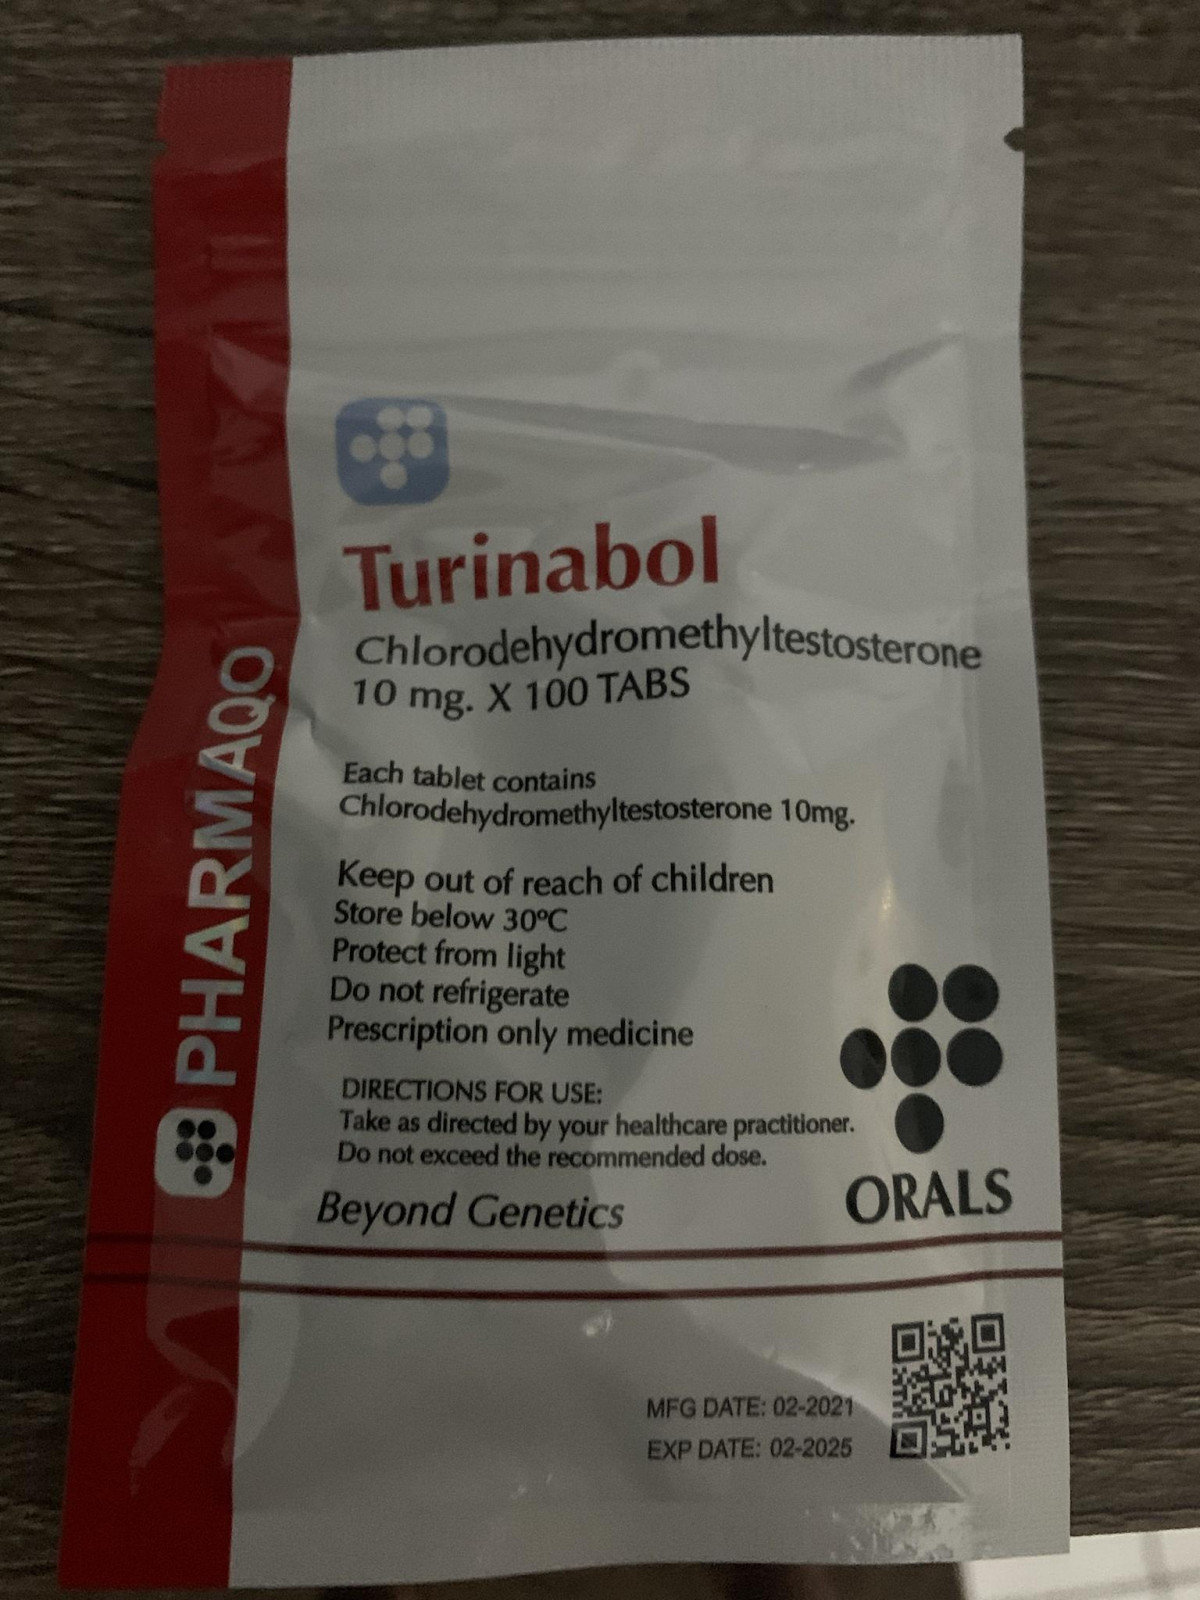 Turinabol
Chlorodehydromethyltestosterone
10 mg. X 100 TABS
Each tablet contains
Chlorodehydromethyltestosterone 10mg.
Keep out of reach of children
Store below 30ºC
Protect from light
Do not refrigerate
Prescription only medicine
DIRECTIONS FOR USE:
Take as directed by your healthcare practitioner.
Do not exceed the recommended dose.
Beyond Genetics
ORALS
PHARMAQO
MFG DATE: 02-2021
EXP DATE: 02-2025